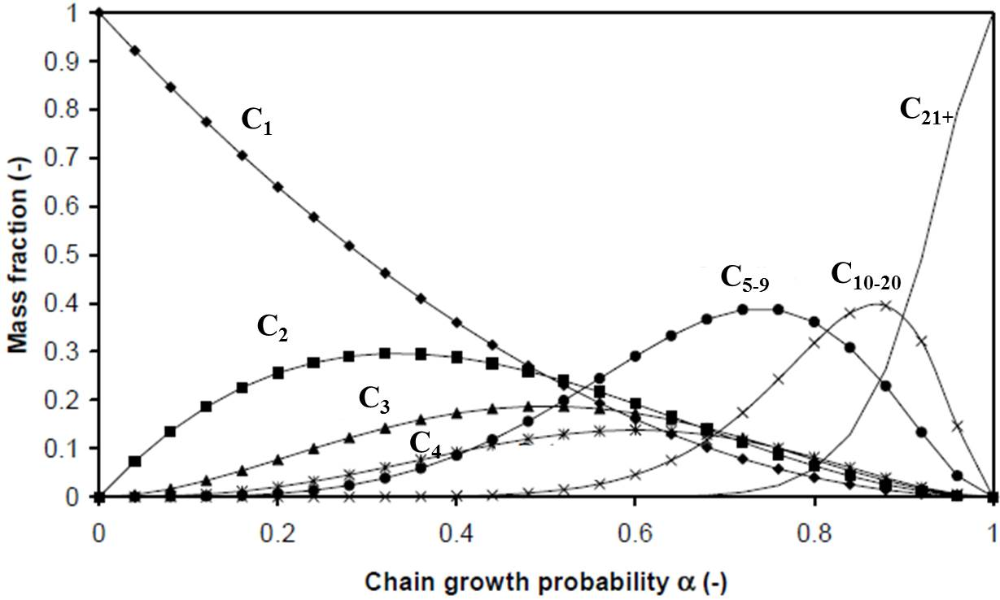 1
0.9
0.8
0.7
0.6
0.5
0.4
0.3
0.2
0.1
0
Mass fraction (-)
C1
C2
C3
C4
C5-9
C10-20
C21+
0 0.2 0.4 0.6 0.8 1
Chain growth probability α (-)